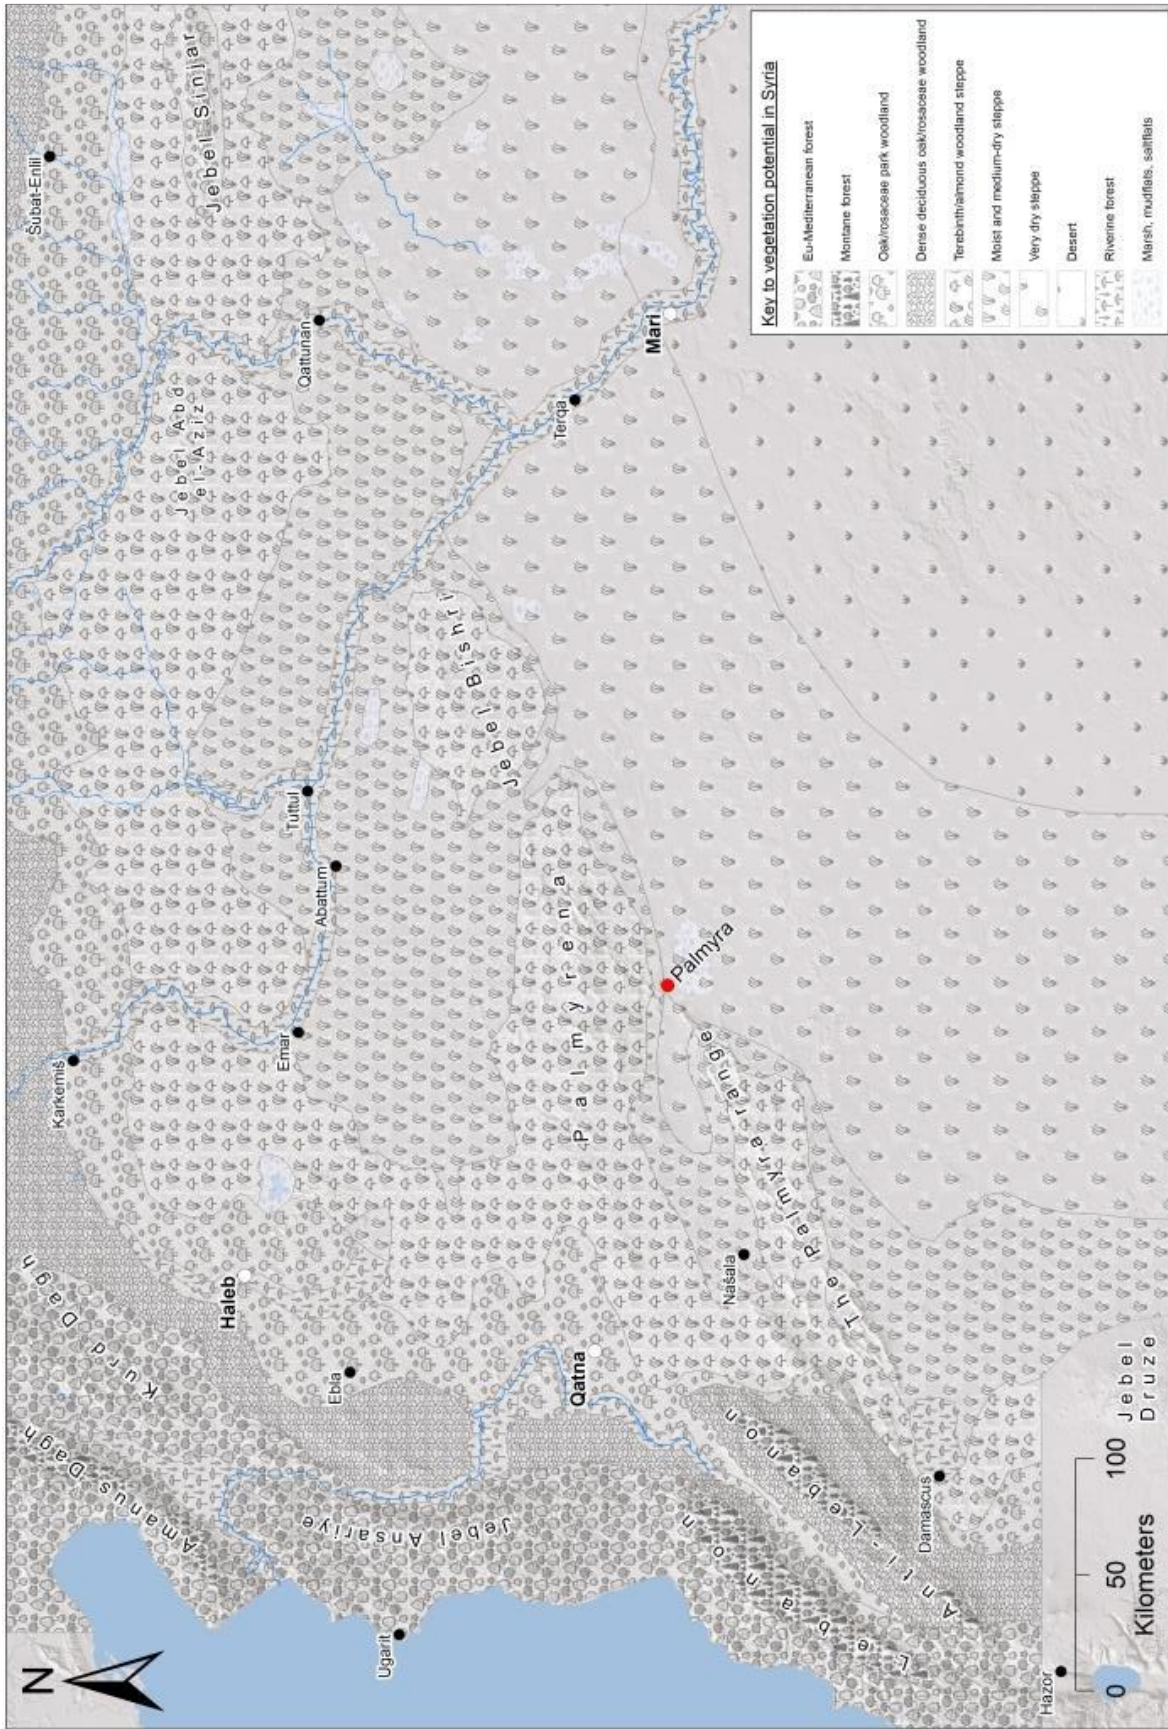 N
Amanus Dagh
Kurd Dagh
Karkemiš
Šubat-Enlil
Jebel Sinjar
Jebel Abd
el-Aziz
Haleb
Emar
Abattum
Tuttul
Qattunan
Ebla
Ugarit
Jebel Ansariye
Jebel Bishri
Terqa
Qatna
Palmyrena
Mari
Palmyra
Našala
The Palmyra range
Lebanon
Anti-Lebanon
Damascus
Hazor
Jebel
Druze
0 50 100
Kilometers
Key to vegetation potential in Syria
Eu-Mediterranean forest
Montane forest
Oak/rosaceae park woodland
Dense deciduous oak/rosaceae woodland
Terebinth/almond woodland steppe
Moist and medium-dry steppe
Very dry steppe
Desert
Riverine forest
Marsh, mudflats, saltflats